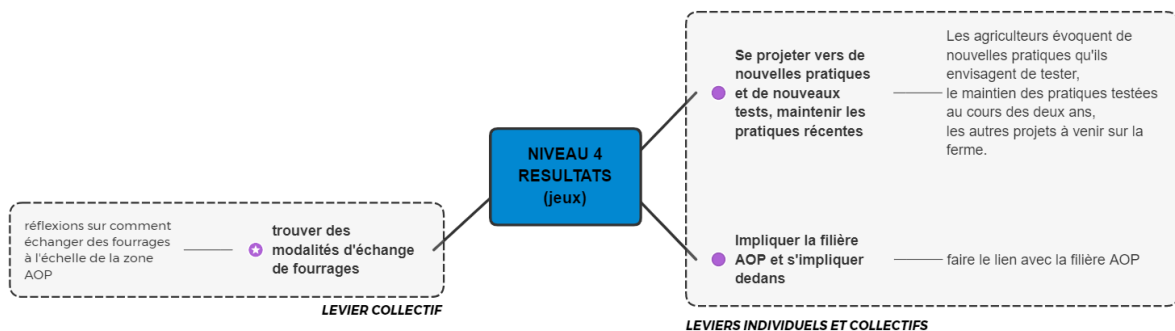 NIVEAU 4
RESULTATS
(jeux)
réflexions sur comment
échanger des fourrages
à l'échelle de la zone
AOP
trouver des
modalités d'échange
de fourrages
LEVIER COLLECTIF
Se projeter vers de
nouvelles pratiques
et de nouveaux
tests, maintenir les
pratiques récentes
Les agriculteurs évoquent de
nouvelles pratiques qu'ils
envisagent de tester,
le maintien des pratiques testées
au cours des deux ans,
les autres projets à venir sur la
ferme.
Impliquer la filière
AOP et s'impliquer
dedans
faire le lien avec la filière AOP
LEVIERS INDIVIDUELS ET COLLECTIFS